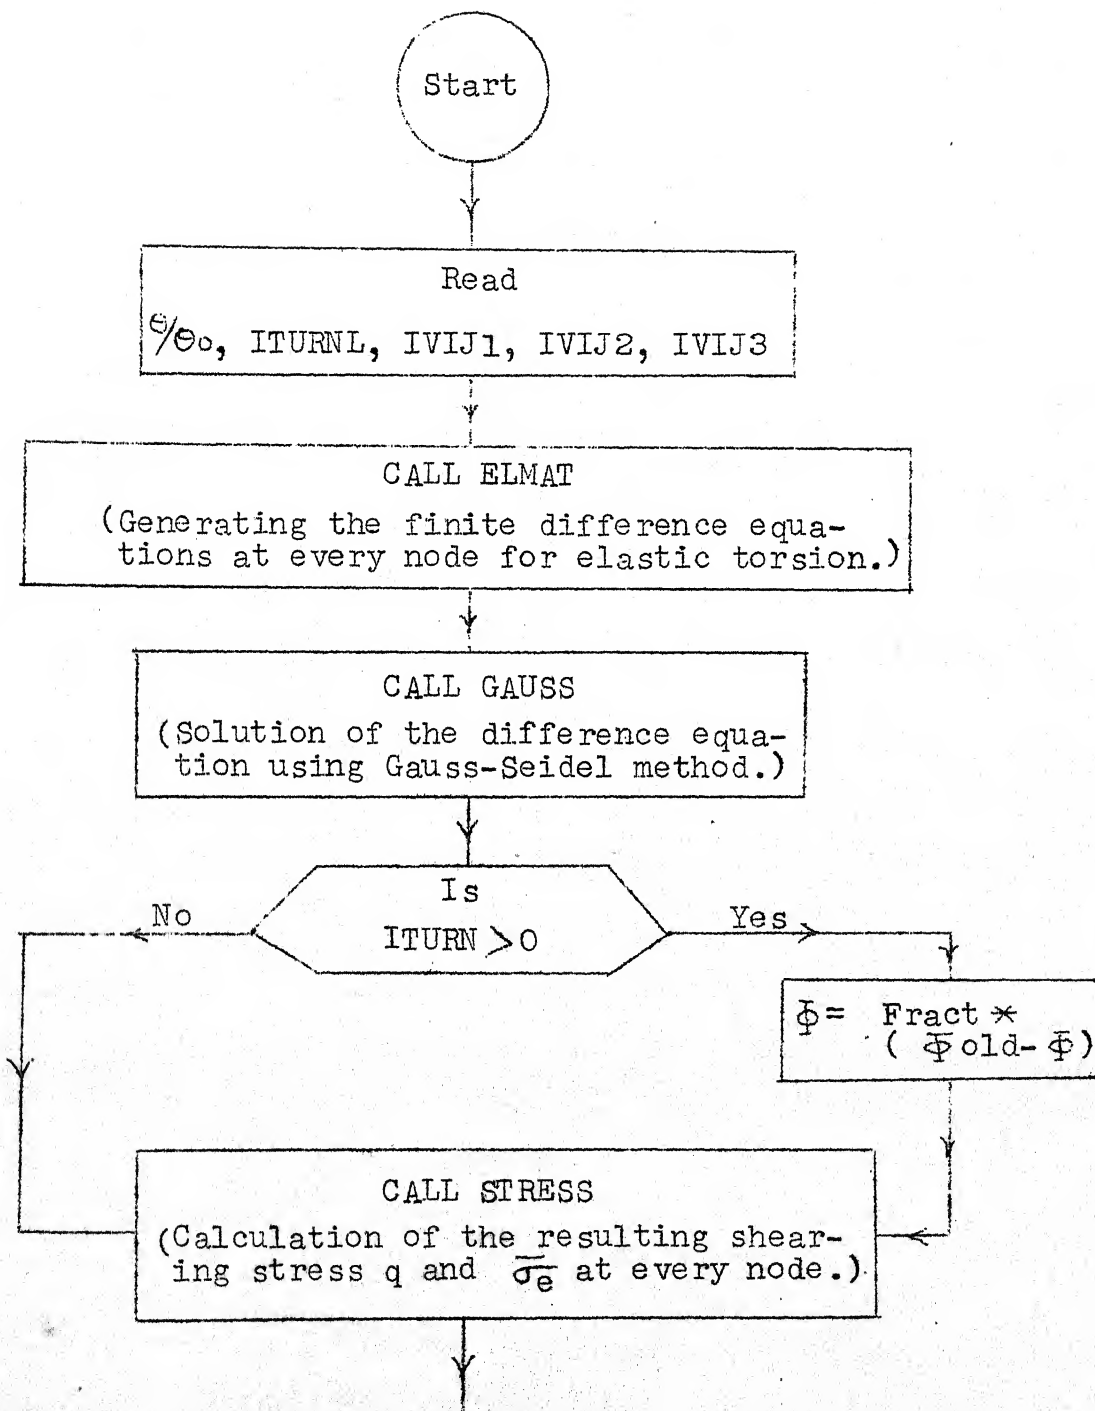 Start
Read
θ/θo, ITURNL, IVIJ1, IVIJ2, IVIJ3
CALL ELMAT
(Generating the finite difference equa-
tions at every node for elastic torsion.)
CALL GAUSS
(Solution of the difference equa-
tion using Gauss-Seidel method.)
Is
ITURN >0
No
Yes
Φ̄= Fract *
( Φ̄old- Φ̄)
CALL STRESS
(Calculation of the resulting shear-
ing stress q and σ̄e at every node.)